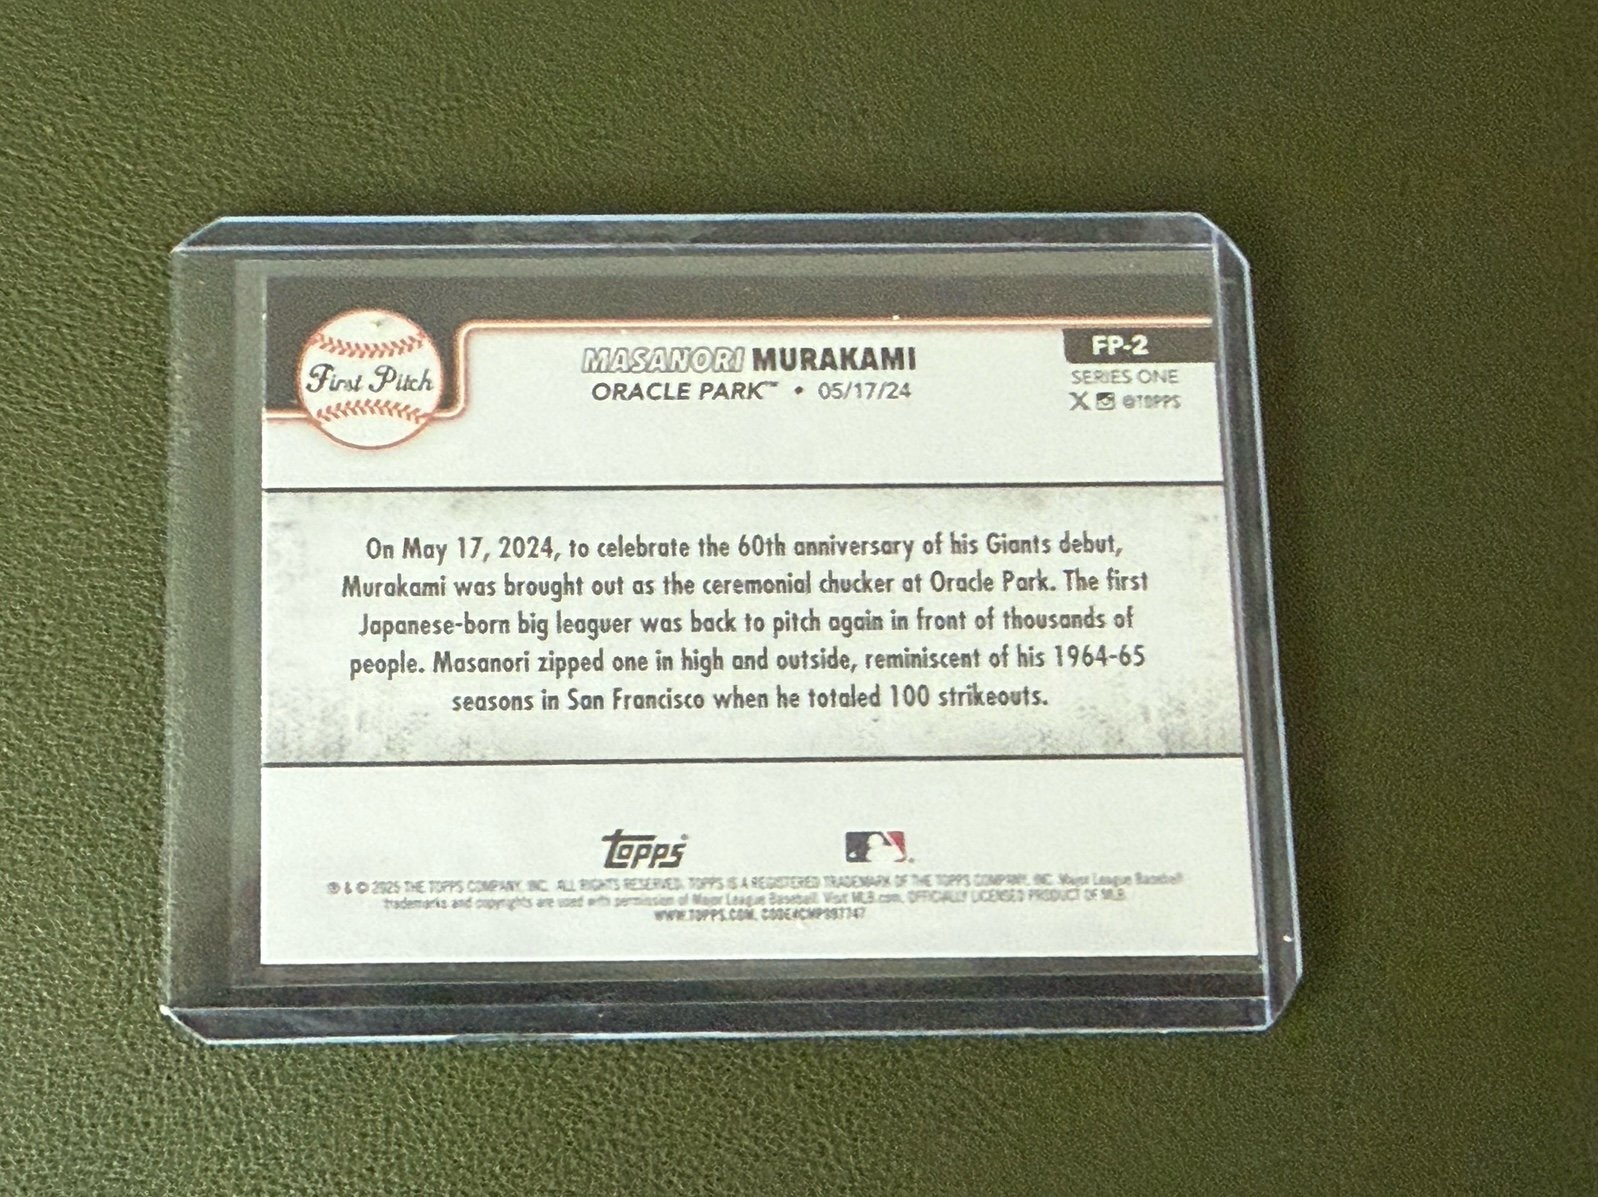 First Pitch
MASANORI MURAKAMI
ORACLE PARK™ • 05/17/24
FP-2
SERIES ONE
X @TOPPS
On May 17, 2024, to celebrate the 60th anniversary of his Giants debut,
Murakami was brought out as the ceremonial chucker at Oracle Park. The first
Japanese-born big leaguer was back to pitch again in front of thousands of
people. Masanori zipped one in high and outside, reminiscent of his 1964-65
seasons in San Francisco when he totaled 100 strikeouts.
Topps
® & © 2025 THE TOPPS COMPANY, INC. ALL RIGHTS RESERVED. TOPPS IS A REGISTERED TRADEMARK OF THE TOPPS COMPANY, INC. Major League Baseball
trademarks and copyrights are used with permission of Major League Baseball. Visit MLB.com. OFFICIALLY LICENSED PRODUCT OF MLB.
WWW.TOPPS.COM. CODE#CMP097747